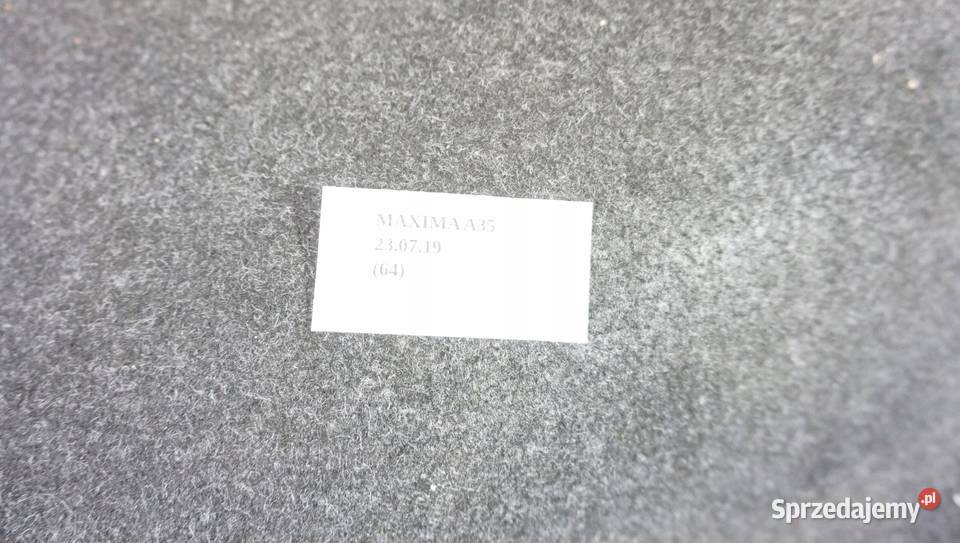 MAXIMA A35
23.07.19
(64)
Sprzedajemy.pl